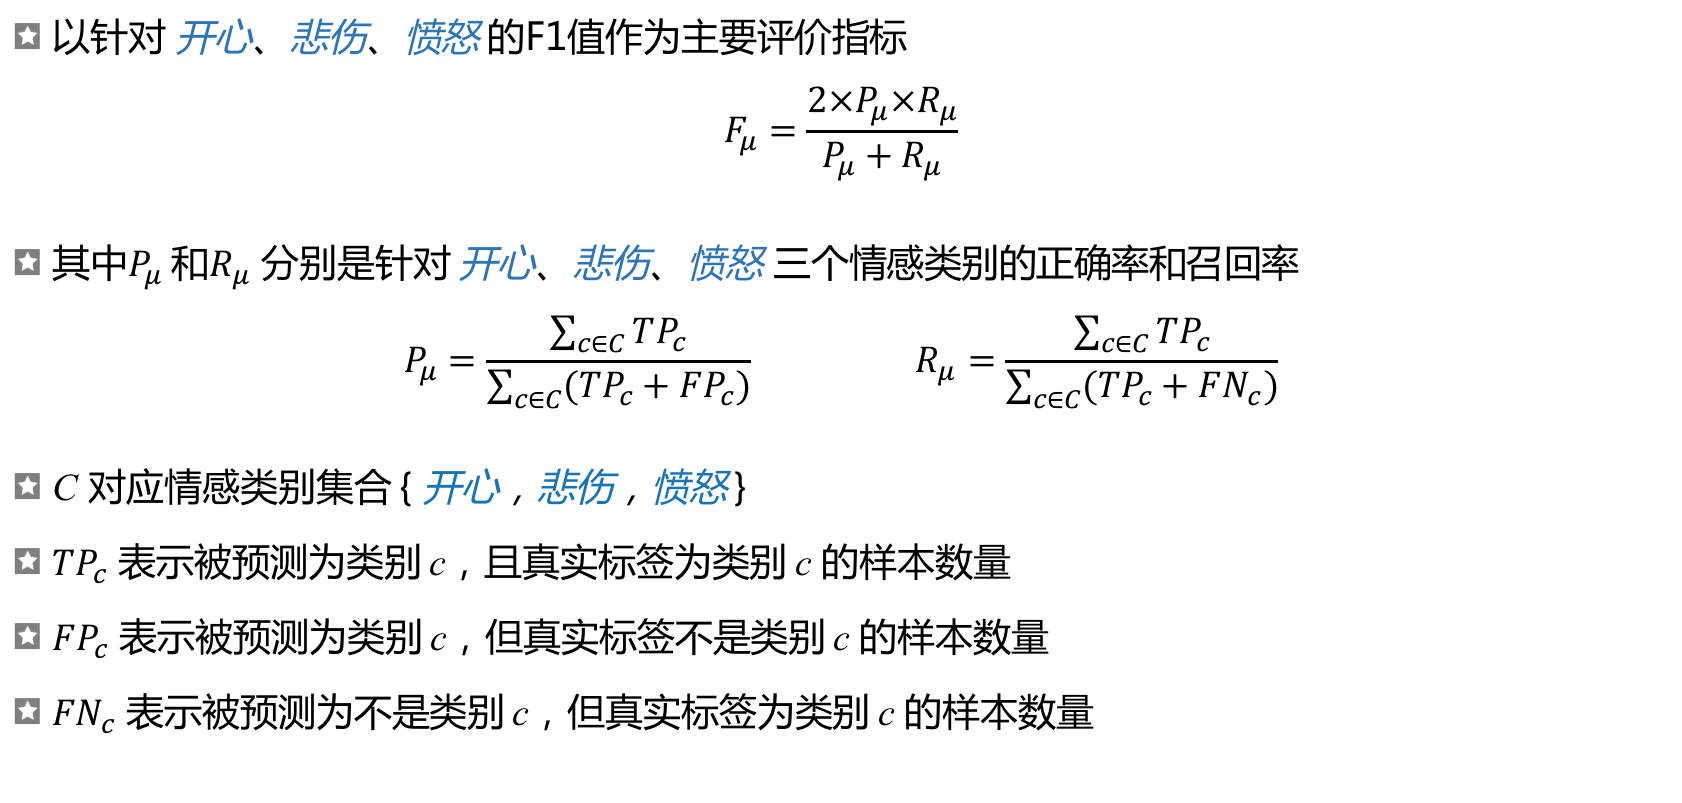 以针对 开心、悲伤、愤怒 的F1值作为主要评价指标
F_μ = \frac{2×P_μ×R_μ}{P_μ + R_μ}
其中P_μ 和R_μ 分别是针对 开心、悲伤、愤怒 三个情感类别的正确率和召回率
P_μ = \frac{∑_{c∈C} TP_c}{∑_{c∈C}(TP_c + FP_c)} R_μ = \frac{∑_{c∈C} TP_c}{∑_{c∈C}(TP_c + FN_c)}
C 对应情感类别集合 { 开心，悲伤，愤怒}
TP_c 表示被预测为类别 c，且真实标签为类别 c 的样本数量
FP_c 表示被预测为类别 c，但真实标签不是类别 c 的样本数量
FN_c 表示被预测为不是类别 c，但真实标签为类别 c 的样本数量